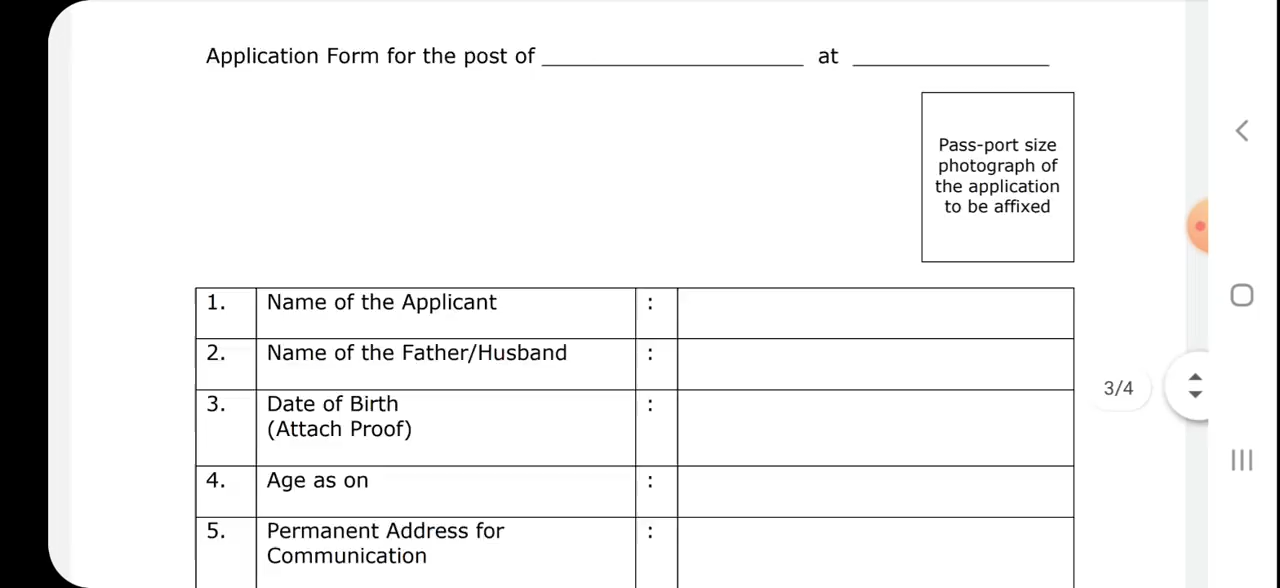 Application Form for the post of ________________________ at __________________
Pass-port size
photograph of
the application
to be affixed
1. Name of the Applicant :
2. Name of the Father/Husband :
3. Date of Birth :
(Attach Proof)
4. Age as on :
5. Permanent Address for :
Communication
3/4